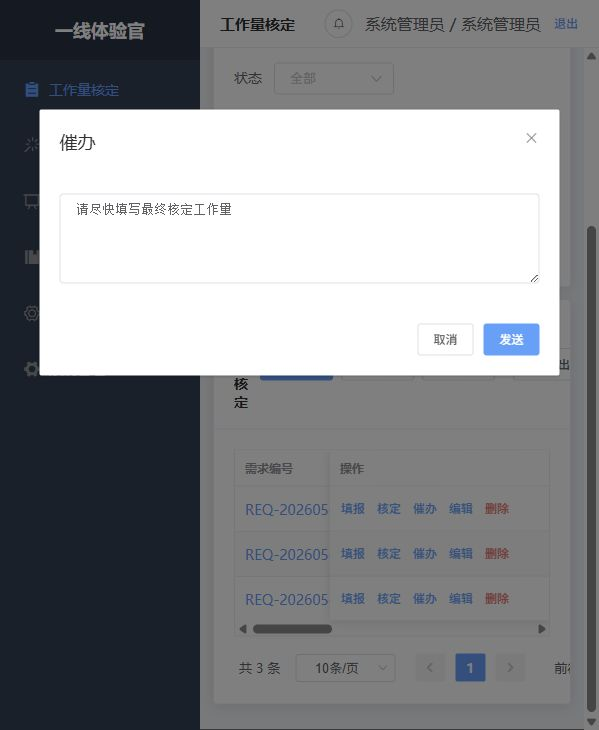 一线体验官
工作量核定
工作量核定
系统管理员 / 系统管理员
退出
状态
全部
催办
请尽快填写最终核定工作量
取消
发送
出
核
定
需求编号
操作
REQ-202605
填报
核定
催办
编辑
删除
REQ-202605
填报
核定
催办
编辑
删除
REQ-202605
填报
核定
催办
编辑
删除
共 3 条
10条/页
1
前